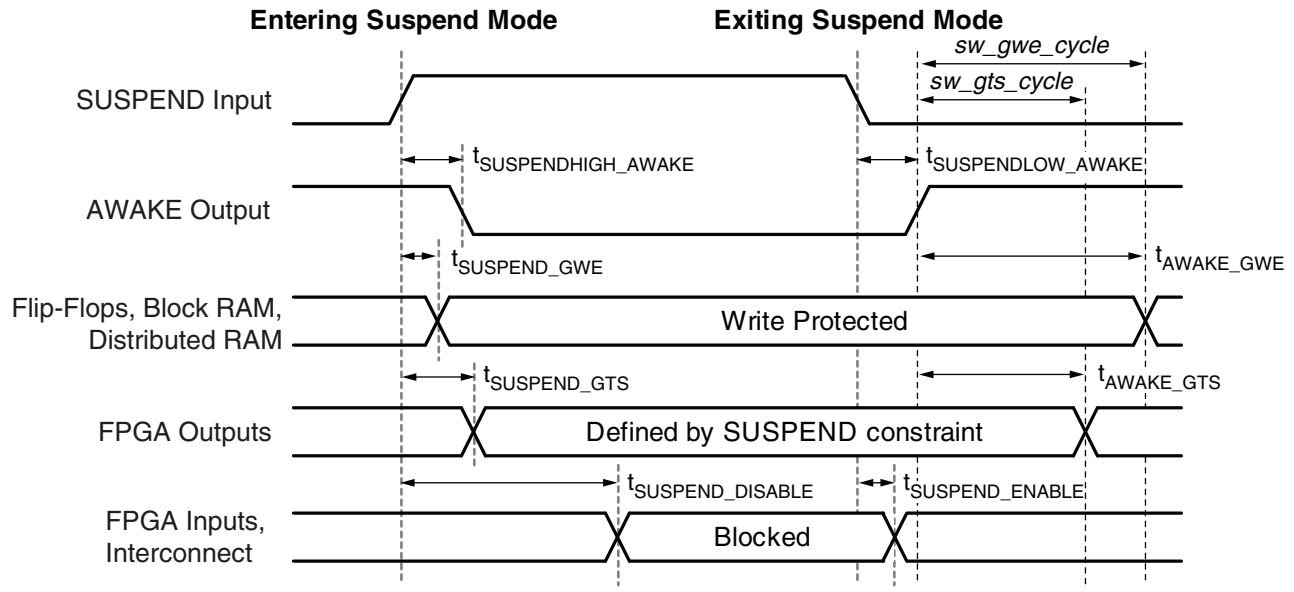 Entering Suspend Mode
Exiting Suspend Mode
sw_gwe_cycle
sw_gts_cycle
SUSPEND Input
tSUSPENDHIGH_AWAKE
tSUSPENDLOW_AWAKE
AWAKE Output
tSUSPEND_GWE
tAWAKE_GWE
Flip-Flops, Block RAM,
Distributed RAM
Write Protected
tSUSPEND_GTS
tAWAKE_GTS
FPGA Outputs
Defined by SUSPEND constraint
tSUSPEND_DISABLE
tSUSPEND_ENABLE
FPGA Inputs,
Interconnect
Blocked